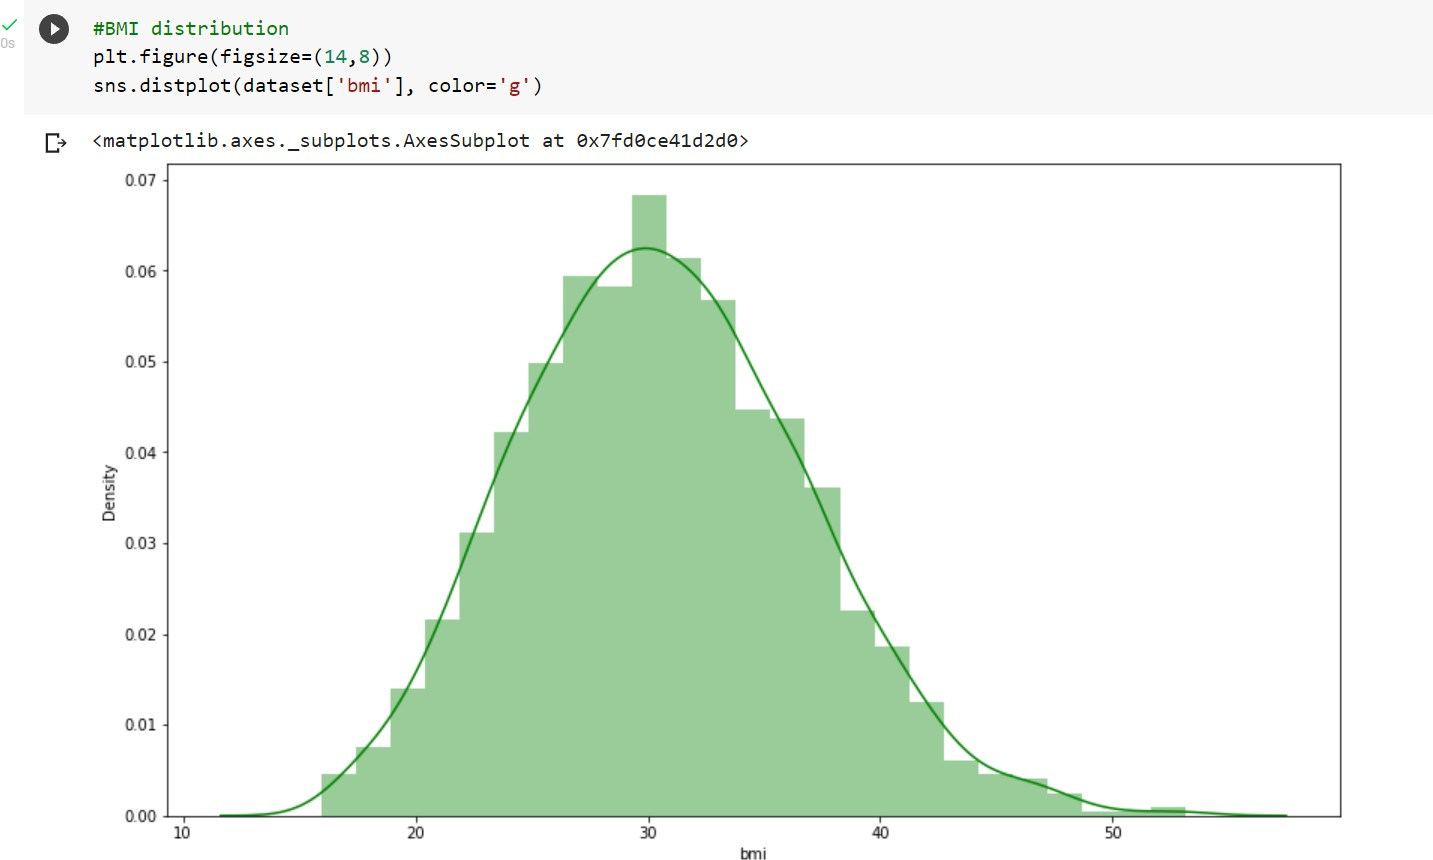 #BMI distribution
0s
plt.figure(figsize=(14,8))
sns.distplot(dataset['bmi'], color='g')
<matplotlib.axes._subplots.AxesSubplot at 0x7fd0ce41d2d0>
0.07
0.06
0.05
0.04
0.03
0.02
0.01
0.00
Density
10 20 30 40 50
bmi